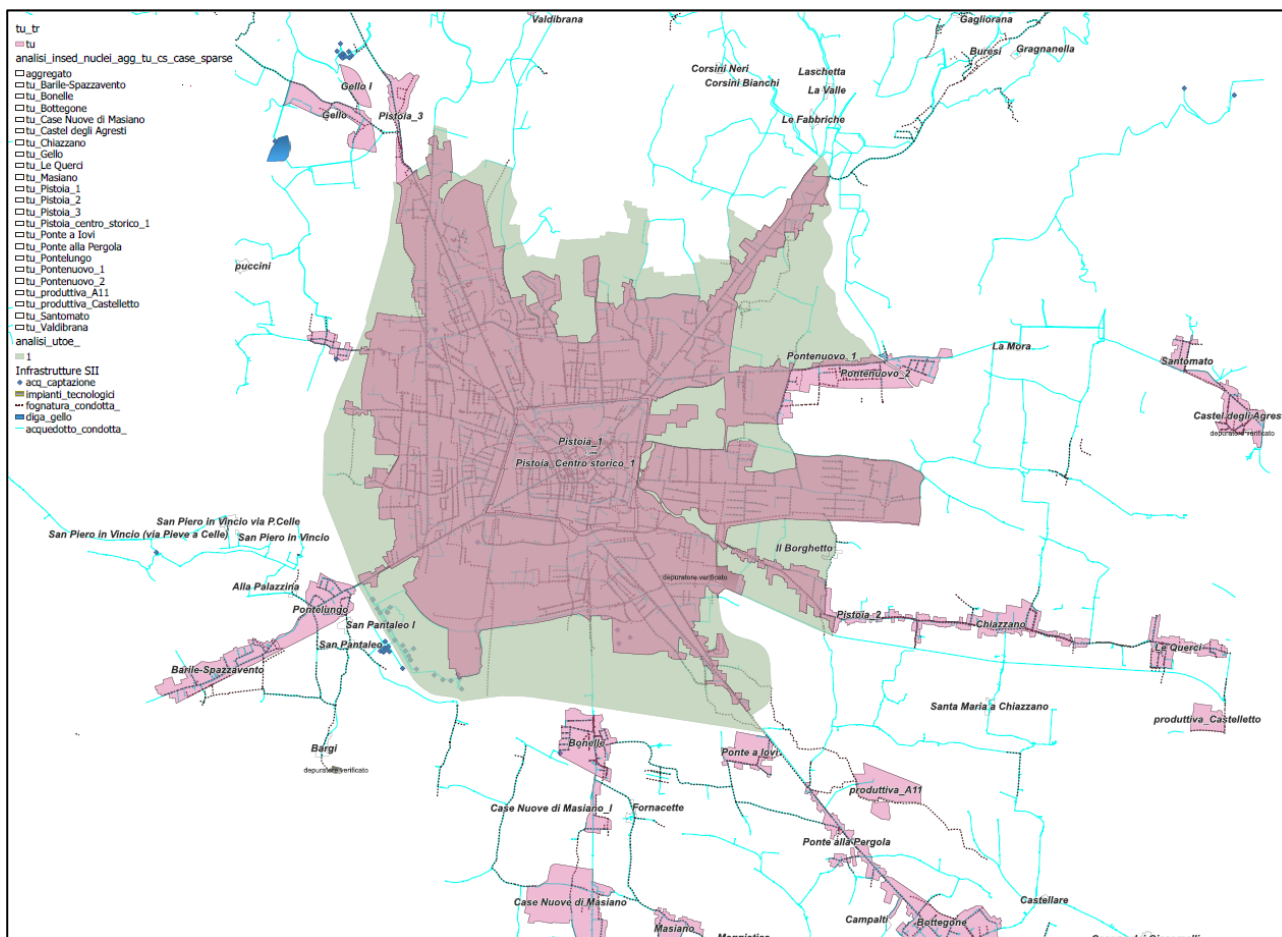 tu_tr
tu
analisi_insed_nuclei_agg_tu_cs_case_sparse
aggregato
tu_Barile-Spazzavento
tu_Bonelle
tu_Bottegone
tu_Case Nuove di Masiano
tu_Castel degli Agresti
tu_Chiazzano
tu_Gello
tu_Le Querci
tu_Masiano
tu_Pistoia_1
tu_Pistoia_2
tu_Pistoia_3
tu_Pistoia_centro_storico_1
tu_Ponte a Iovi
tu_Ponte alla Pergola
tu_Pontelungo
tu_Pontenuovo_1
tu_Pontenuovo_2
tu_produttiva_A11
tu_produttiva_Castelletto
tu_Santomato
tu_Valdibrana
analisi_utoe_
1
Infrastrutture SII
acq_captazione
impianti_tecnologici
fognatura_condotta_
diga_gello
acquedotto_condotta_
Valdibrana
Gagliorana
Buresi
Gragnanella
Corsini Neri
Laschetta
Corsini Bianchi
La Valle
Gello I
Gello
Pistoia_3
Le Fabbriche
puccini
La Mora
Pontenuovo_1
Pontenuovo_2
Santomato
Castel degli Agres
depuratore verificato
Pistoia_1
Pistoia_Centro storico_1
San Piero in Vincio via P.Celle
San Piero in Vincio (via Pieve a Celle)
San Piero in Vincio
Il Borghetto
depuratore verificato
Alla Palazzina
Pontelungo
San Pantaleo I
San Pantaleo
Pistoia_2
Chiazzano
Le Querci
Barile-Spazzavento
Santa Maria a Chiazzano
produttiva_Castelletto
Bargi
depuratore verificato
Bonelle
Ponte a Iovi
produttiva_A11
Case Nuove di Masiano_I
Fornacette
Ponte alla Pergola
Case Nuove di Masiano
Castellare
Masiano
Campalti
Bottegone